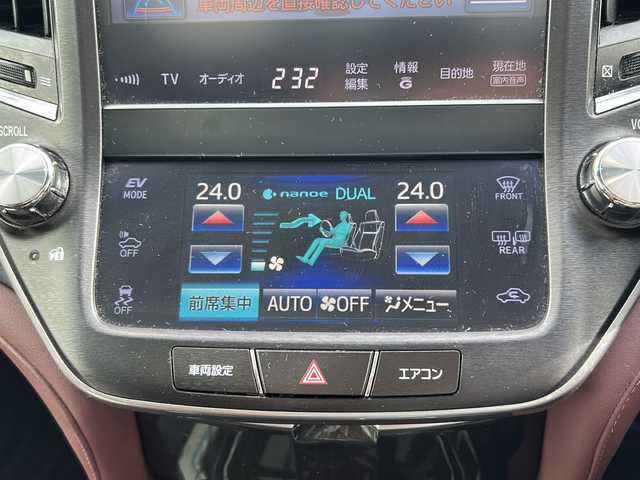 車両周辺を直接確認してください
TV オーディオ 232 設定編集 情報 G 目的地 現在地 案内音声
SCROLL
VO
EV MODE
24.0 nanoe DUAL 24.0
FRONT
OFF
REAR
OFF
前席集中 AUTO OFF メニュー
車両設定 エアコン